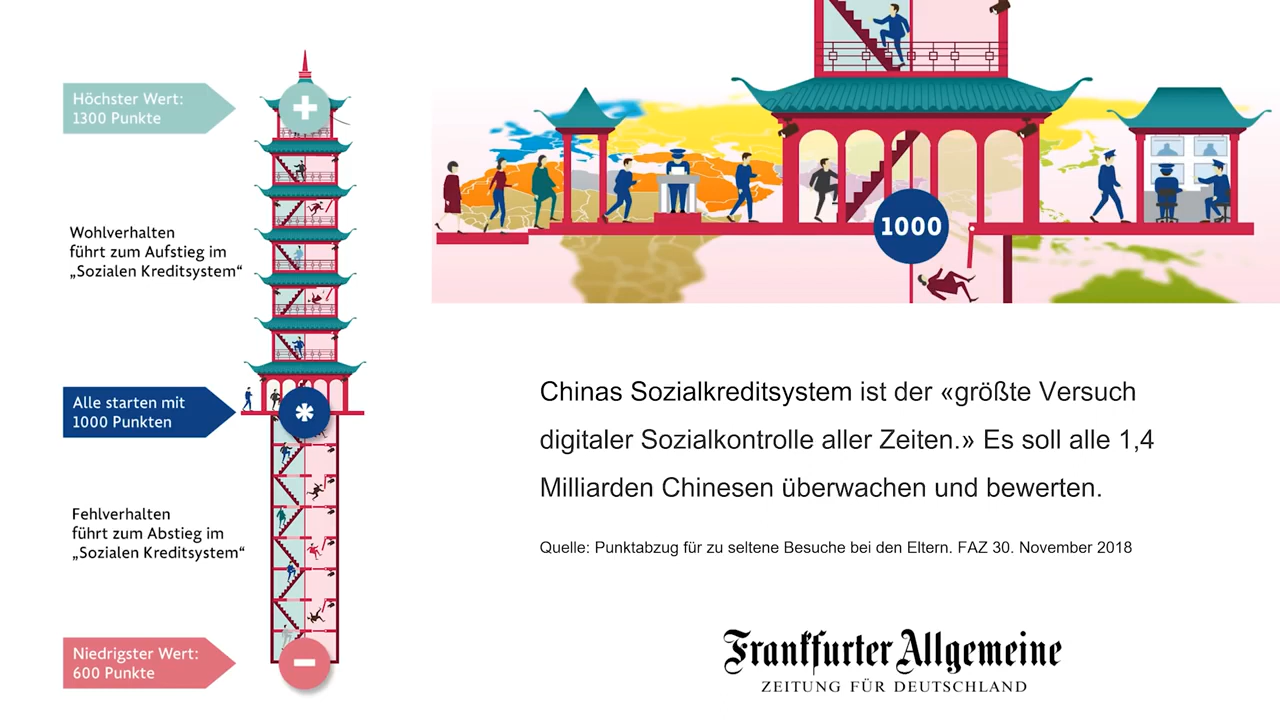 Höchster Wert:
1300 Punkte
Wohlverhalten
führt zum Aufstieg im
„Sozialen Kreditsystem“
Alle starten mit
1000 Punkten
Fehlverhalten
führt zum Abstieg im
„Sozialen Kreditsystem“
Niedrigster Wert:
600 Punkte
1000
Chinas Sozialkreditsystem ist der «größte Versuch
digitaler Sozialkontrolle aller Zeiten.» Es soll alle 1,4
Milliarden Chinesen überwachen und bewerten.
Quelle: Punktabzug für zu seltene Besuche bei den Eltern. FAZ 30. November 2018
Frankfurter Allgemeine
ZEITUNG FÜR DEUTSCHLAND